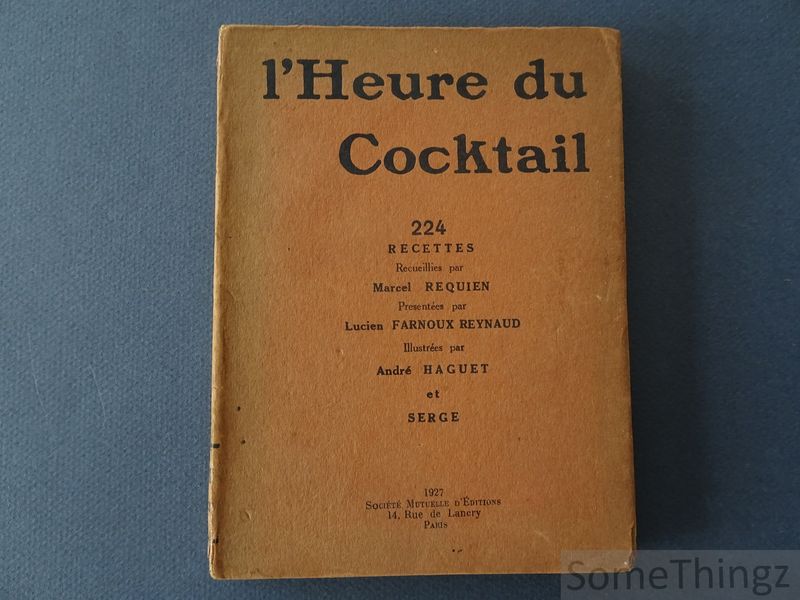 l'Heure du
Cocktail
224
RECETTES
Recueillies par
Marcel REQUIEN
Presentées par
Lucien FARNOUX REYNAUD
Illustrées par
André HAGUET
et
SERGE
1927
SOCIÉTÉ MUTUELLE D'ÉDITIONS
14, Rue de Lancry
PARIS
SomeThingz